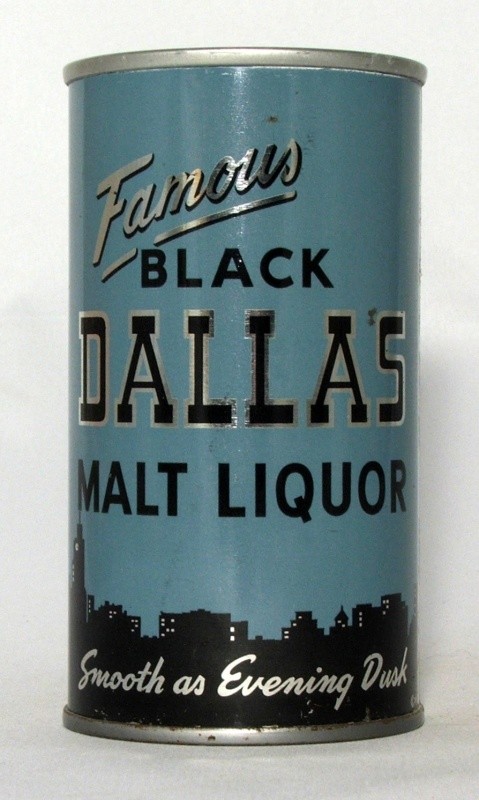 Famous
BLACK
DALLAS
MALT LIQUOR
Smooth as Evening Dusk